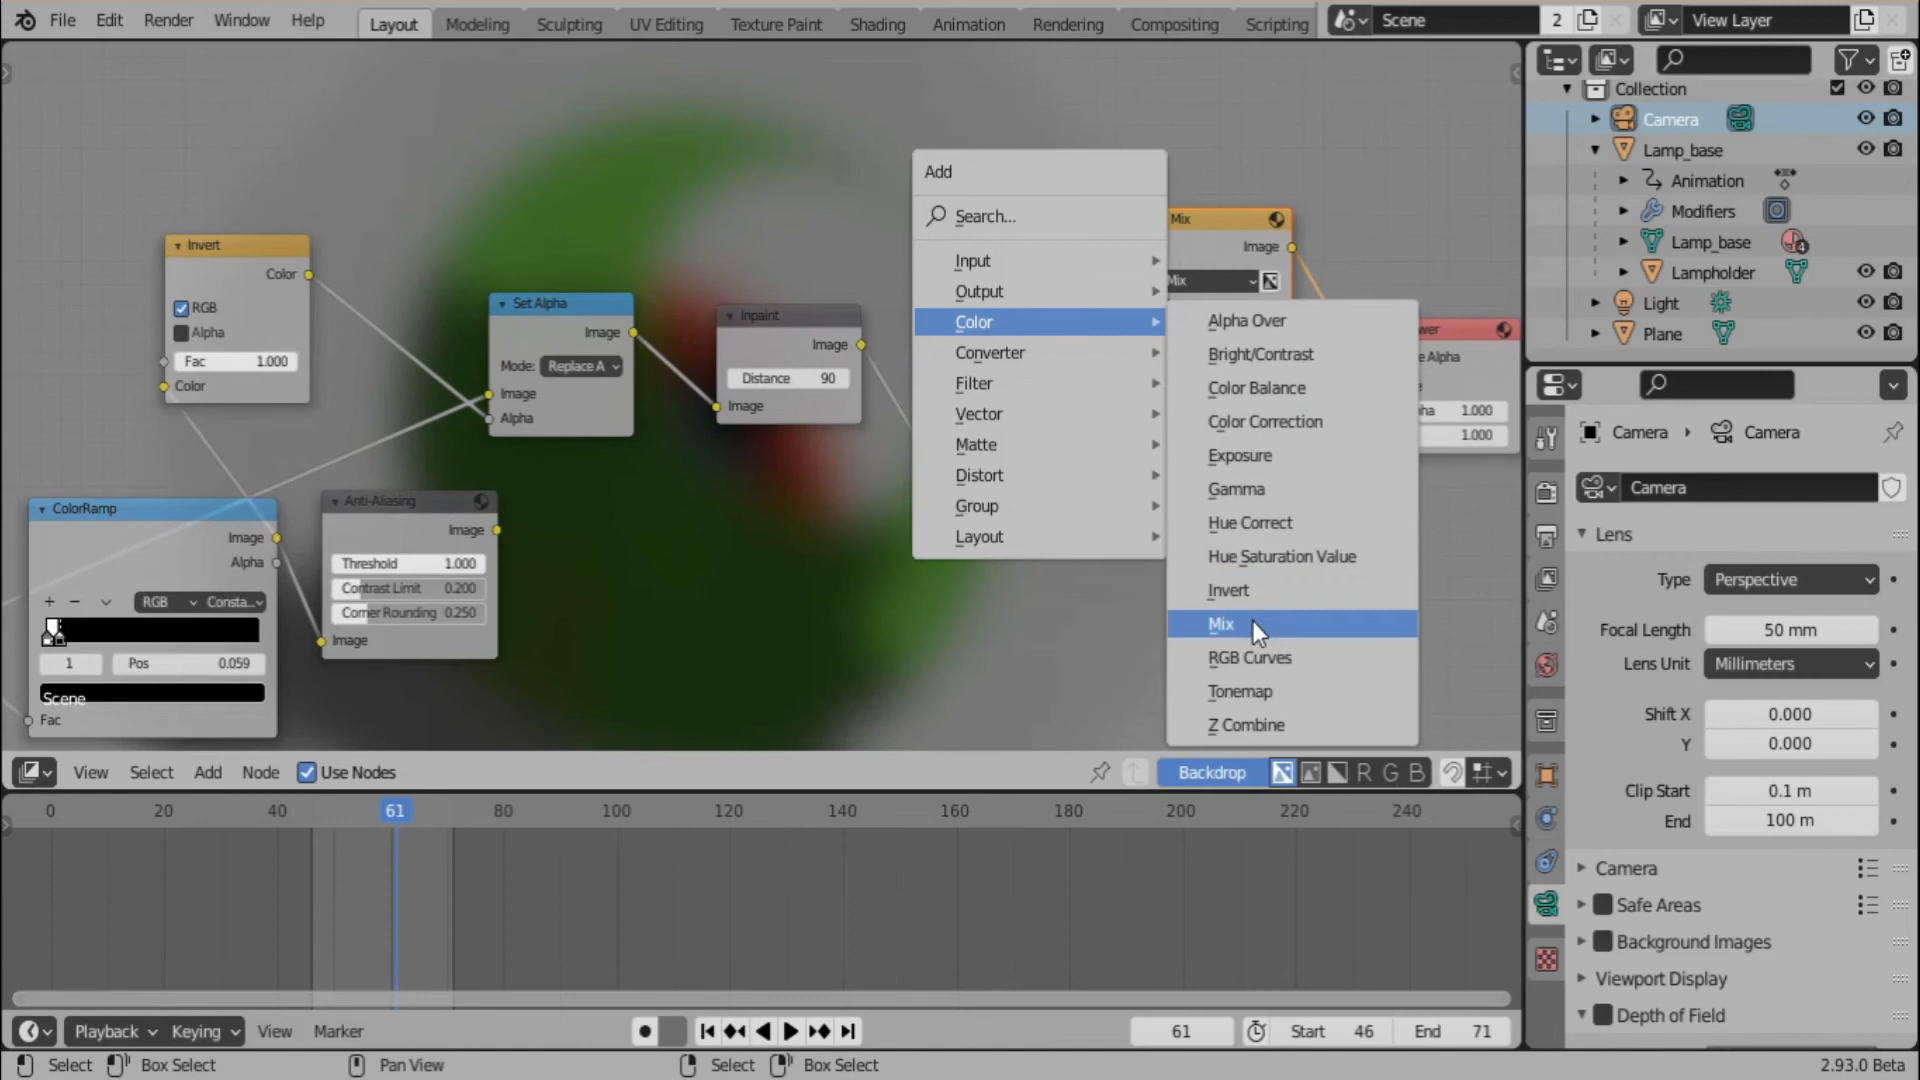 File Edit Render Window Help Layout Modeling Sculpting UV Editing Texture Paint Shading Animation Rendering Compositing Scripting Scene 2 View Layer
Collection
Camera
Lamp_base
Animation
Modifiers
Lamp_base
Lampholder
Light
Plane
Invert
Color
RGB
Alpha
Fac 1.000
Color
Set Alpha
Image
Mode: Replace A
Image
Alpha
Inpaint
Image
Distance 90
Image
ColorRamp
Image
Alpha
+ − RGB Consta...
1 Pos 0.059
Scene
Fac
Anti-Aliasing
Image
Threshold 1.000
Contrast Limit 0.200
Corner Rounding 0.250
Image
Add
Search...
Input
Output
Color
Converter
Filter
Vector
Matte
Distort
Group
Layout
Mix
Image
Mix
Alpha Over
Bright/Contrast
Color Balance
Color Correction
Exposure
Gamma
Hue Correct
Hue Saturation Value
Invert
Mix
RGB Curves
Tonemap
Z Combine
wer
e Alpha
ha 1.000
1.000
Camera Camera
Camera
Lens
Type Perspective
Focal Length 50 mm
Lens Unit Millimeters
Shift X 0.000
Y 0.000
Clip Start 0.1 m
End 100 m
Camera
Safe Areas
Background Images
Viewport Display
Depth of Field
View Select Add Node Use Nodes Backdrop R G B
0 20 40 61 80 100 120 140 160 180 200 220 240
Playback Keying View Marker 61 Start 46 End 71
Select Box Select Pan View Select Box Select 2.93.0 Beta